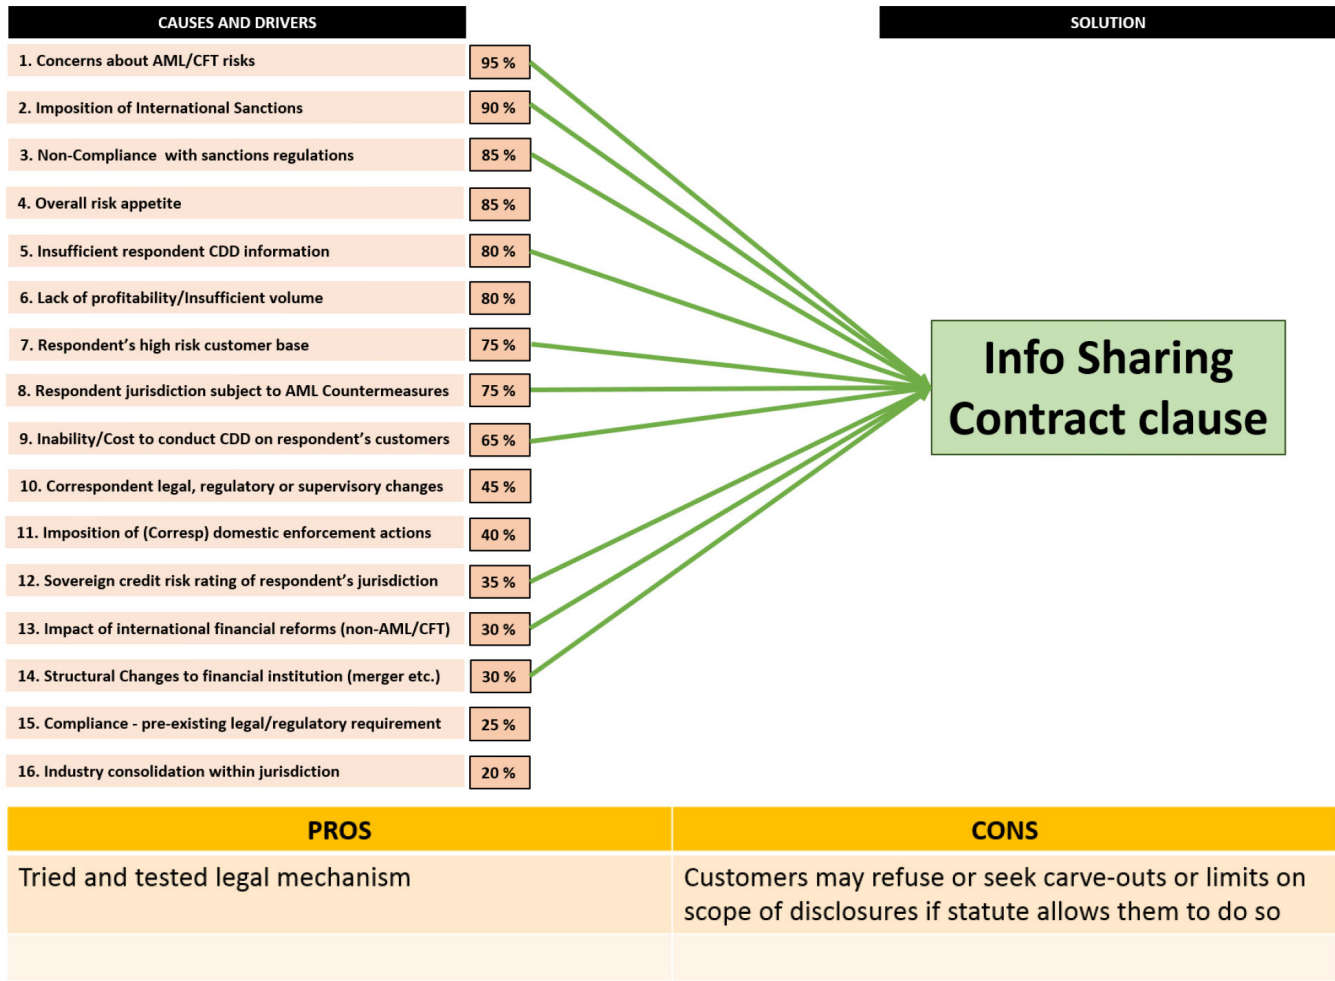 CAUSES AND DRIVERS
SOLUTION
1. Concerns about AML/CFT risks 95 %
2. Imposition of International Sanctions 90 %
3. Non-Compliance with sanctions regulations 85 %
4. Overall risk appetite 85 %
5. Insufficient respondent CDD information 80 %
6. Lack of profitability/Insufficient volume 80 %
7. Respondent's high risk customer base 75 %
8. Respondent jurisdiction subject to AML Countermeasures 75 %
9. Inability/Cost to conduct CDD on respondent's customers 65 %
10. Correspondent legal, regulatory or supervisory changes 45 %
11. Imposition of (Corresp) domestic enforcement actions 40 %
12. Sovereign credit risk rating of respondent's jurisdiction 35 %
13. Impact of international financial reforms (non-AML/CFT) 30 %
14. Structural Changes to financial institution (merger etc.) 30 %
15. Compliance - pre-existing legal/regulatory requirement 25 %
16. Industry consolidation within jurisdiction 20 %
Info Sharing
Contract clause
PROS
CONS
Tried and tested legal mechanism
Customers may refuse or seek carve-outs or limits on
scope of disclosures if statute allows them to do so